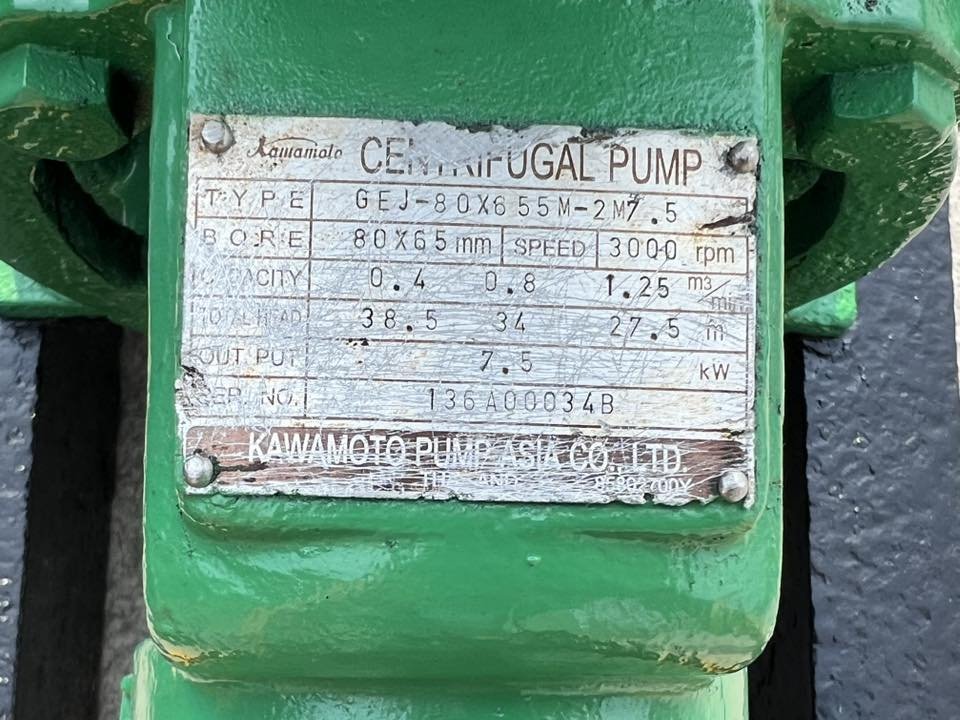 Kawamoto CENTRIFUGAL PUMP
TYPE GEJ-80X655M-2M7.5
BORE 80X65 mm SPEED 3000 rpm
CAPACITY 0.4 0.8 1.25 m3/min
TOTAL HEAD 38.5 34 27.5 m
OUTPUT 7.5 kW
SER. NO. 136A00034B
KAWAMOTO PUMP ASIA CO., LTD.